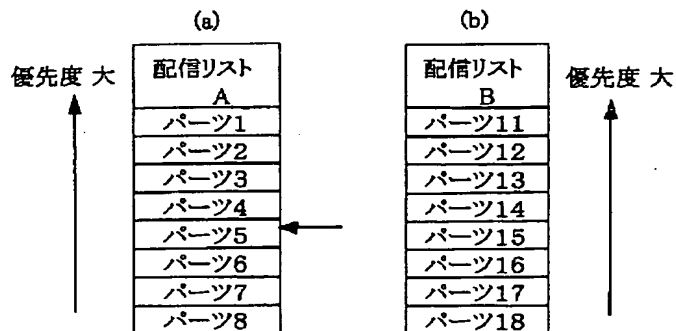 (a)
優先度 大
配信リスト
A
パーツ1
パーツ2
パーツ3
パーツ4
パーツ5
パーツ6
パーツ7
パーツ8
(b)
優先度 大
配信リスト
B
パーツ11
パーツ12
パーツ13
パーツ14
パーツ15
パーツ16
パーツ17
パーツ18